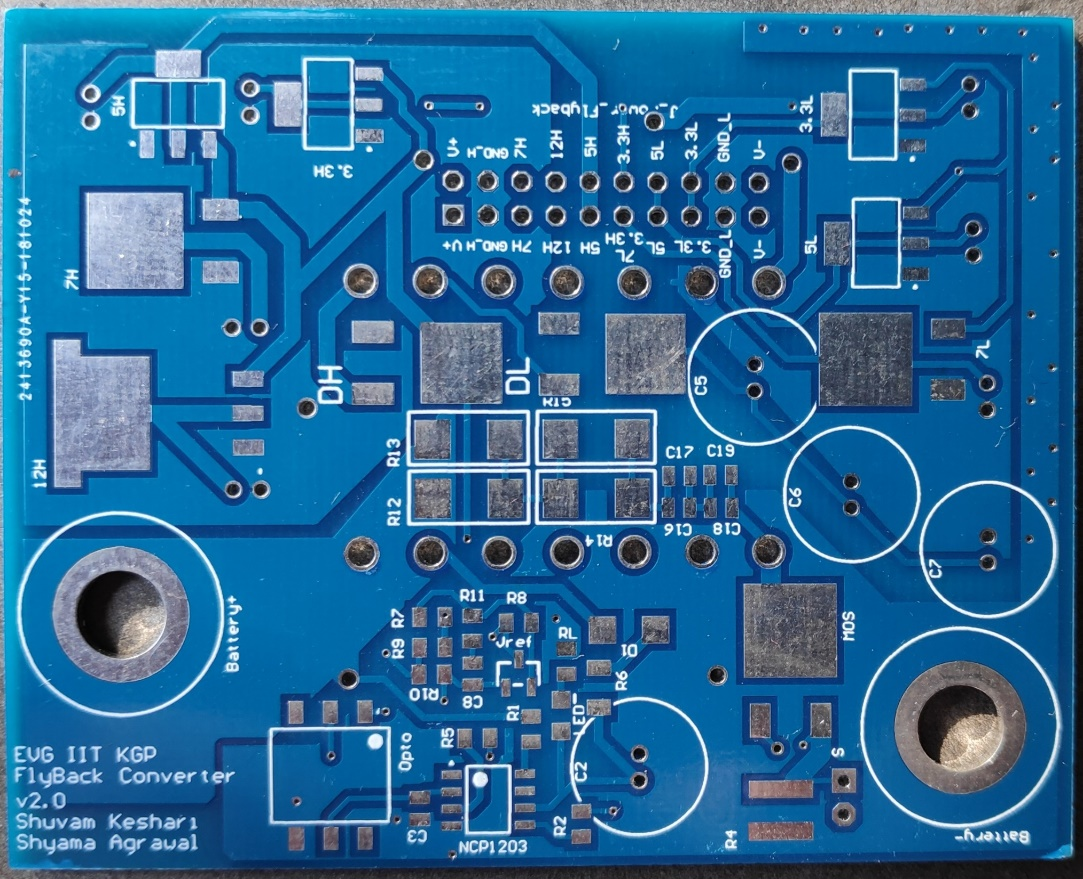 5H
3.3H
J_Power_Flyback
3.3L
V+
GND_H
7H
12H
5H
3.3H
5L
3.3L
GND_L
V-
V+
GND_H
7H
12H
5H
3.3H
7L
5L
3.3L
GND_L
V-
5L
7H
2413690A-Y15-181024
DH
DL
C5
7L
R13
12H
R12
R14
C17
C19
C16
C18
C6
C7
Battery+
R7
R11
R8
R9
Vref
RL
D1
MOS
R10
C8
R6
R1
LED
R5
Opto
C2
S
EVG IIT KGP
FlyBack Converter
v2.0
Shuvam Keshari
Shyama Agrawal
C3
NCP1203
R2
R4
Battery-